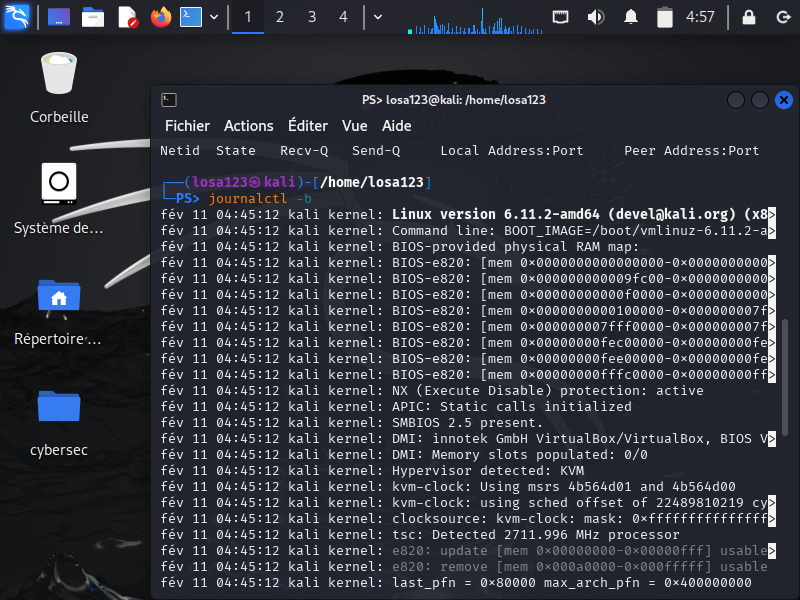 1 2 3 4 4:57
Corbeille
Système de...
Répertoire ...
cybersec
PS> losa123@kali: /home/losa123
Fichier Actions Éditer Vue Aide
Netid State Recv-Q Send-Q Local Address:Port Peer Address:Port
┌──(losa123㉿kali)-[/home/losa123]
└─PS> journalctl -b
fév 11 04:45:12 kali kernel: Linux version 6.11.2-amd64 (devel@kali.org) (x8>
fév 11 04:45:12 kali kernel: Command line: BOOT_IMAGE=/boot/vmlinuz-6.11.2-a>
fév 11 04:45:12 kali kernel: BIOS-provided physical RAM map:
fév 11 04:45:12 kali kernel: BIOS-e820: [mem 0x0000000000000000-0x0000000000>
fév 11 04:45:12 kali kernel: BIOS-e820: [mem 0x000000000009fc00-0x0000000000>
fév 11 04:45:12 kali kernel: BIOS-e820: [mem 0x00000000000f0000-0x0000000000>
fév 11 04:45:12 kali kernel: BIOS-e820: [mem 0x0000000000100000-0x000000007f>
fév 11 04:45:12 kali kernel: BIOS-e820: [mem 0x000000007fff0000-0x000000007f>
fév 11 04:45:12 kali kernel: BIOS-e820: [mem 0x00000000fec00000-0x00000000fe>
fév 11 04:45:12 kali kernel: BIOS-e820: [mem 0x00000000fee00000-0x00000000fe>
fév 11 04:45:12 kali kernel: BIOS-e820: [mem 0x00000000fffc0000-0x00000000ff>
fév 11 04:45:12 kali kernel: NX (Execute Disable) protection: active
fév 11 04:45:12 kali kernel: APIC: Static calls initialized
fév 11 04:45:12 kali kernel: SMBIOS 2.5 present.
fév 11 04:45:12 kali kernel: DMI: innotek GmbH VirtualBox/VirtualBox, BIOS V>
fév 11 04:45:12 kali kernel: DMI: Memory slots populated: 0/0
fév 11 04:45:12 kali kernel: Hypervisor detected: KVM
fév 11 04:45:12 kali kernel: kvm-clock: Using msrs 4b564d01 and 4b564d00
fév 11 04:45:12 kali kernel: kvm-clock: using sched offset of 22489810219 cy>
fév 11 04:45:12 kali kernel: clocksource: kvm-clock: mask: 0xffffffffffffffff>
fév 11 04:45:12 kali kernel: tsc: Detected 2711.996 MHz processor
fév 11 04:45:12 kali kernel: e820: update [mem 0x00000000-0x00000fff] usable>
fév 11 04:45:12 kali kernel: e820: remove [mem 0x000a0000-0x000fffff] usable
fév 11 04:45:12 kali kernel: last_pfn = 0x80000 max_arch_pfn = 0x400000000